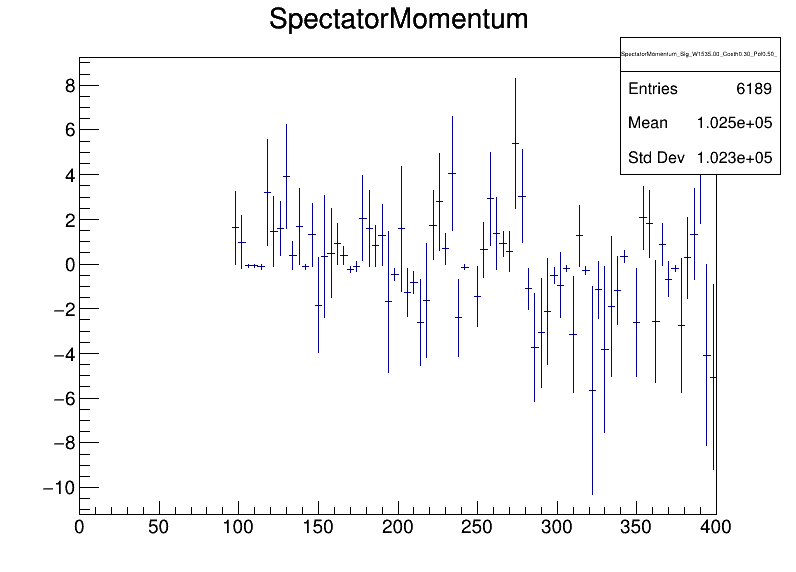 SpectatorMomentum
SpectatorMomentum_Sig_W1535.00_Costh0.30_Pol0.50_
Entries 6189
Mean 1.025e+05
Std Dev 1.023e+05
8
6
4
2
0
−2
−4
−6
−8
−10
0 50 100 150 200 250 300 350 400